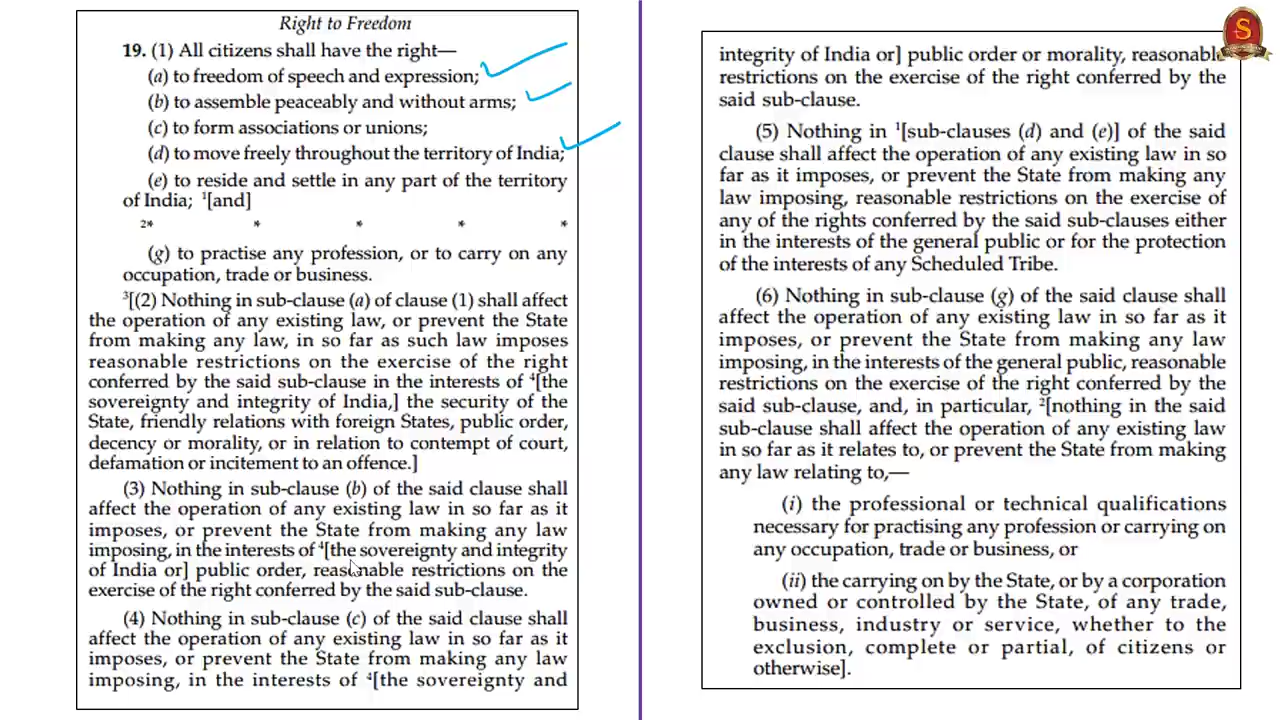 Right to Freedom
19. (1) All citizens shall have the right—
(a) to freedom of speech and expression;
(b) to assemble peaceably and without arms;
(c) to form associations or unions;
(d) to move freely throughout the territory of India;
(e) to reside and settle in any part of the territory
of India; 1[and]
2* * * * *
(g) to practise any profession, or to carry on any
occupation, trade or business.
3[(2) Nothing in sub-clause (a) of clause (1) shall affect
the operation of any existing law, or prevent the State
from making any law, in so far as such law imposes
reasonable restrictions on the exercise of the right
conferred by the said sub-clause in the interests of 4[the
sovereignty and integrity of India,] the security of the
State, friendly relations with foreign States, public order,
decency or morality, or in relation to contempt of court,
defamation or incitement to an offence.]
(3) Nothing in sub-clause (b) of the said clause shall
affect the operation of any existing law in so far as it
imposes, or prevent the State from making any law
imposing, in the interests of 4[the sovereignty and integrity
of India or] public order, reasonable restrictions on the
exercise of the right conferred by the said sub-clause.
(4) Nothing in sub-clause (c) of the said clause shall
affect the operation of any existing law in so far as it
imposes, or prevent the State from making any law
imposing, in the interests of 4[the sovereignty and
integrity of India or] public order or morality, reasonable
restrictions on the exercise of the right conferred by the
said sub-clause.
(5) Nothing in 1[sub-clauses (d) and (e)] of the said
clause shall affect the operation of any existing law in so
far as it imposes, or prevent the State from making any
law imposing, reasonable restrictions on the exercise of
any of the rights conferred by the said sub-clauses either
in the interests of the general public or for the protection
of the interests of any Scheduled Tribe.
(6) Nothing in sub-clause (g) of the said clause shall
affect the operation of any existing law in so far as it
imposes, or prevent the State from making any law
imposing, in the interests of the general public, reasonable
restrictions on the exercise of the right conferred by the
said sub-clause, and, in particular, 2[nothing in the said
sub-clause shall affect the operation of any existing law
in so far as it relates to, or prevent the State from making
any law relating to,—
(i) the professional or technical qualifications
necessary for practising any profession or carrying on
any occupation, trade or business, or
(ii) the carrying on by the State, or by a corporation
owned or controlled by the State, of any trade,
business, industry or service, whether to the
exclusion, complete or partial, of citizens or
otherwise].
S